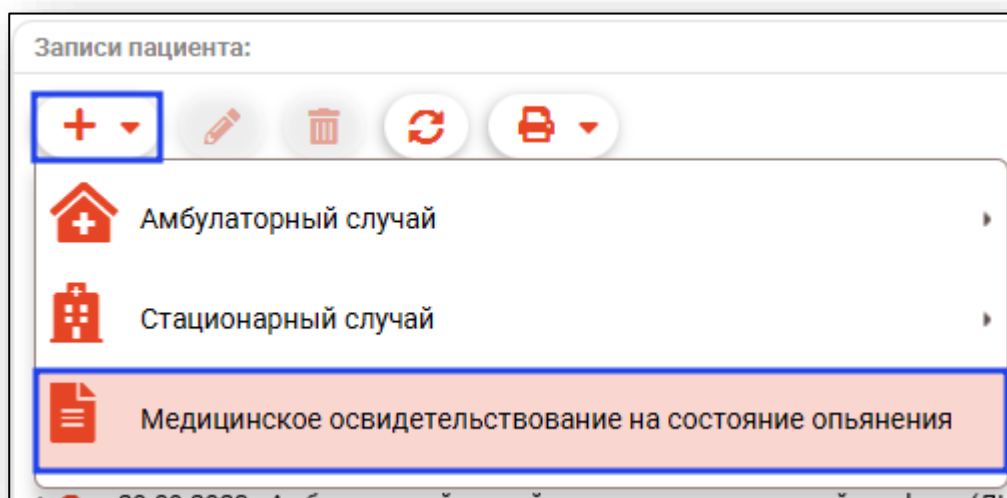 Записи пациента:
Амбулаторный случай
Стационарный случай
Медицинское освидетельствование на состояние опьянения